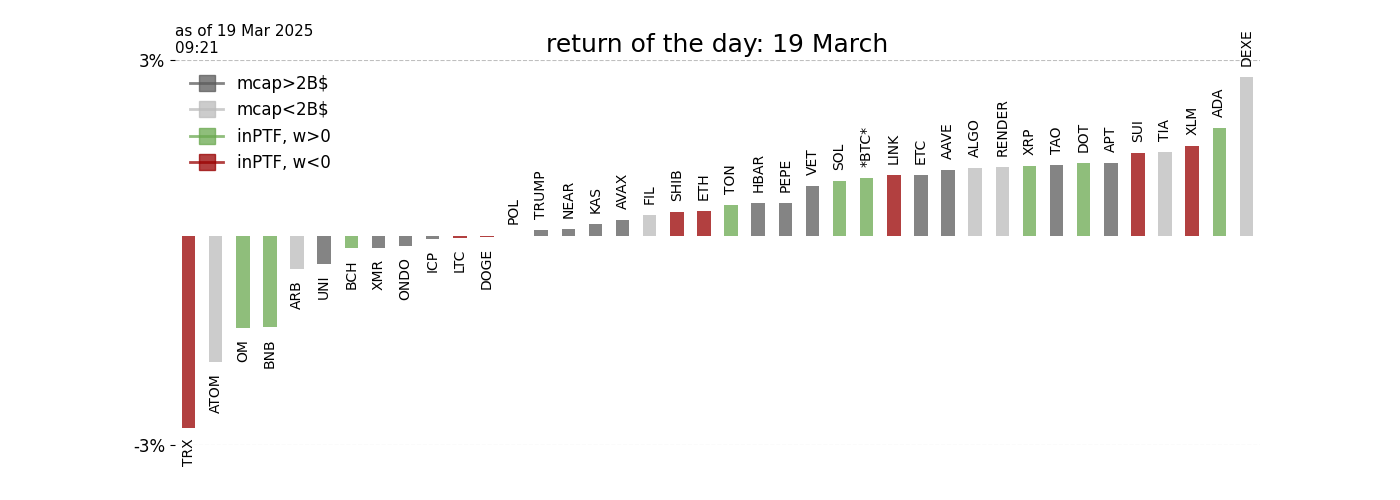 as of 19 Mar 2025
09:21
return of the day: 19 March
3%
mcap>2B$
mcap<2B$
inPTF, w>0
inPTF, w<0
-3%
TRX
ATOM
OM
BNB
ARB
UNI
BCH
XMR
ONDO
ICP
LTC
DOGE
POL
TRUMP
NEAR
KAS
AVAX
FIL
SHIB
ETH
TON
HBAR
PEPE
VET
SOL
*BTC*
LINK
ETC
AAVE
ALGO
RENDER
XRP
TAO
DOT
APT
SUI
TIA
XLM
ADA
DEXE